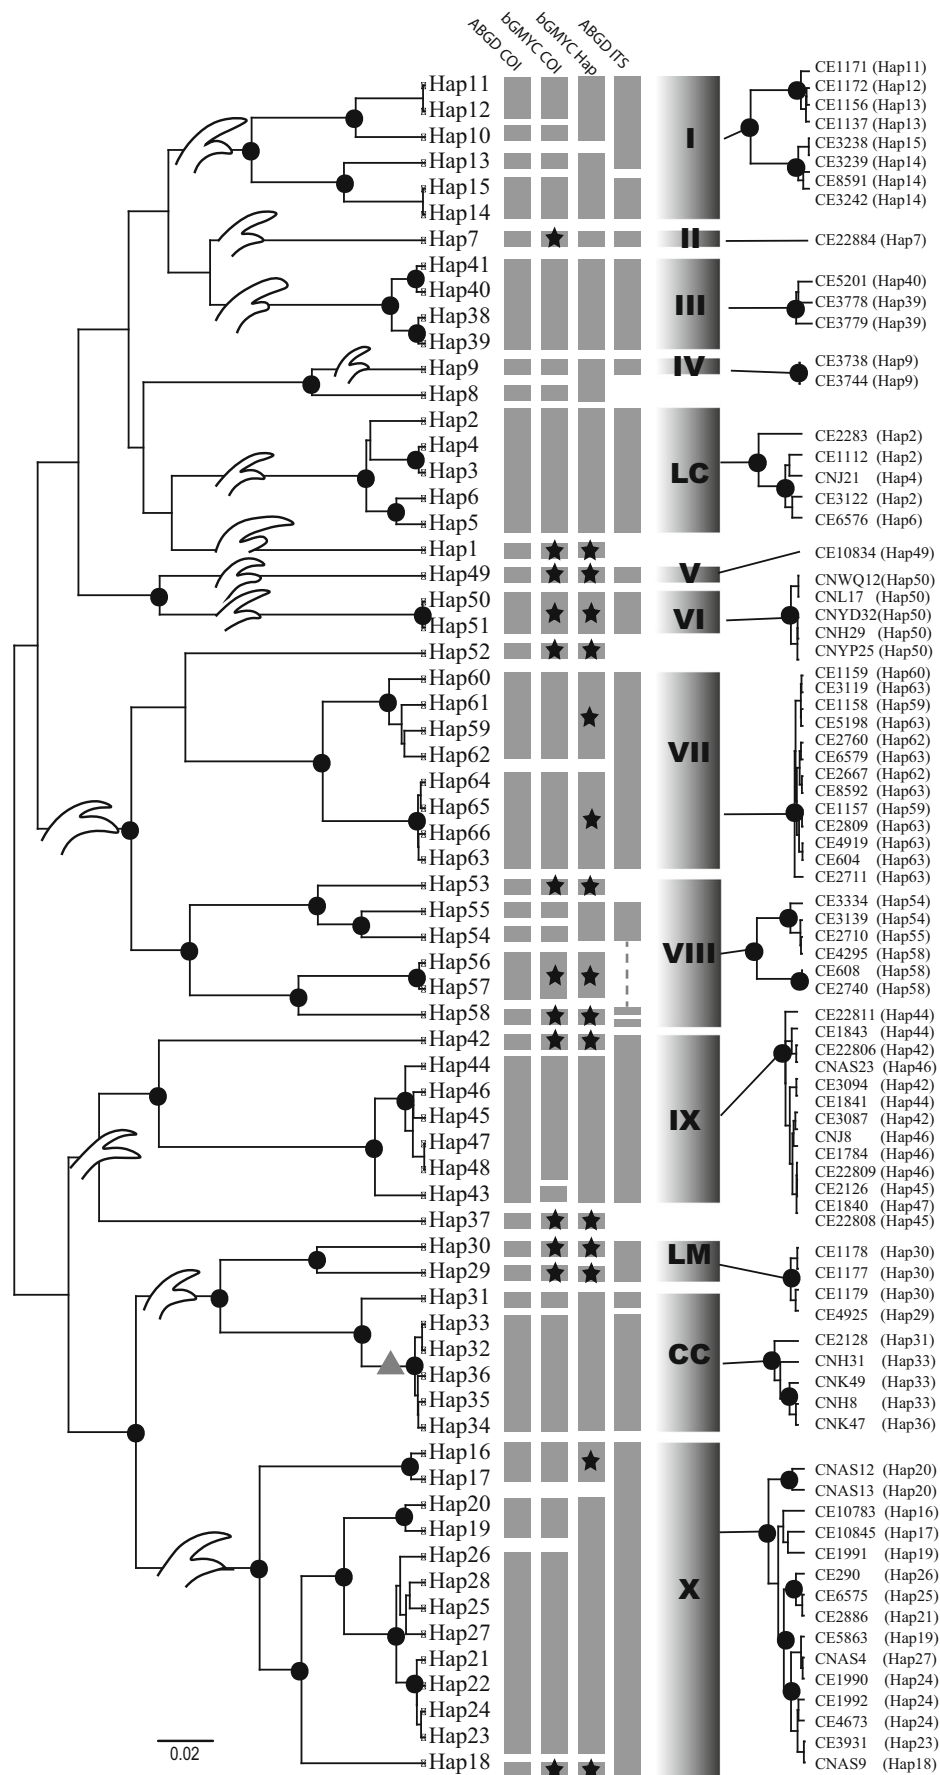 ABGD COI
bGMYC COI
bGMYC Hap
ABGD ITS
Hap11
Hap12
Hap10
Hap13
Hap15
Hap14
Hap7
Hap41
Hap40
Hap38
Hap39
Hap9
Hap8
Hap2
Hap4
Hap3
Hap6
Hap5
Hap1
Hap49
Hap50
Hap51
Hap52
Hap60
Hap61
Hap59
Hap62
Hap64
Hap65
Hap66
Hap63
Hap53
Hap55
Hap54
Hap56
Hap57
Hap58
Hap42
Hap44
Hap46
Hap45
Hap47
Hap48
Hap43
Hap37
Hap30
Hap29
Hap31
Hap33
Hap32
Hap36
Hap35
Hap34
Hap16
Hap17
Hap20
Hap19
Hap26
Hap28
Hap25
Hap27
Hap21
Hap22
Hap24
Hap23
Hap18
0.02
I
II
III
IV
LC
V
VI
VII
VIII
IX
LM
CC
X
CE1171 (Hap11)
CE1172 (Hap12)
CE1156 (Hap13)
CE1137 (Hap13)
CE3238 (Hap15)
CE3239 (Hap14)
CE8591 (Hap14)
CE3242 (Hap14)
CE22884 (Hap7)
CE5201 (Hap40)
CE3778 (Hap39)
CE3779 (Hap39)
CE3738 (Hap9)
CE3744 (Hap9)
CE2283 (Hap2)
CE1112 (Hap2)
CNJ21 (Hap4)
CE3122 (Hap2)
CE6576 (Hap6)
CE10834 (Hap49)
CNWQ12(Hap50)
CNL17 (Hap50)
CNYD32(Hap50)
CNH29 (Hap50)
CNYP25 (Hap50)
CE1159 (Hap60)
CE3119 (Hap63)
CE1158 (Hap59)
CE5198 (Hap63)
CE2760 (Hap62)
CE6579 (Hap63)
CE2667 (Hap62)
CE8592 (Hap63)
CE1157 (Hap59)
CE2809 (Hap63)
CE4919 (Hap63)
CE604 (Hap63)
CE2711 (Hap63)
CE3334 (Hap54)
CE3139 (Hap54)
CE2710 (Hap55)
CE4295 (Hap58)
CE608 (Hap58)
CE2740 (Hap58)
CE22811 (Hap44)
CE1843 (Hap44)
CE22806 (Hap42)
CNAS23 (Hap46)
CE3094 (Hap42)
CE1841 (Hap44)
CE3087 (Hap42)
CNJ8 (Hap46)
CE1784 (Hap46)
CE22809 (Hap46)
CE2126 (Hap45)
CE1840 (Hap47)
CE22808 (Hap45)
CE1178 (Hap30)
CE1177 (Hap30)
CE1179 (Hap30)
CE4925 (Hap29)
CE2128 (Hap31)
CNH31 (Hap33)
CNK49 (Hap33)
CNH8 (Hap33)
CNK47 (Hap36)
CNAS12 (Hap20)
CNAS13 (Hap20)
CE10783 (Hap16)
CE10845 (Hap17)
CE1991 (Hap19)
CE290 (Hap26)
CE6575 (Hap25)
CE2886 (Hap21)
CE5863 (Hap19)
CNAS4 (Hap27)
CE1990 (Hap24)
CE1992 (Hap24)
CE4673 (Hap24)
CE3931 (Hap23)
CNAS9 (Hap18)